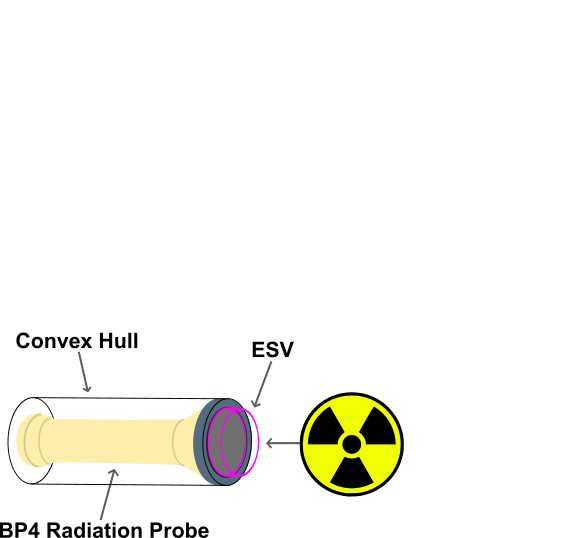 Convex Hull
ESV
BP4 Radiation Probe